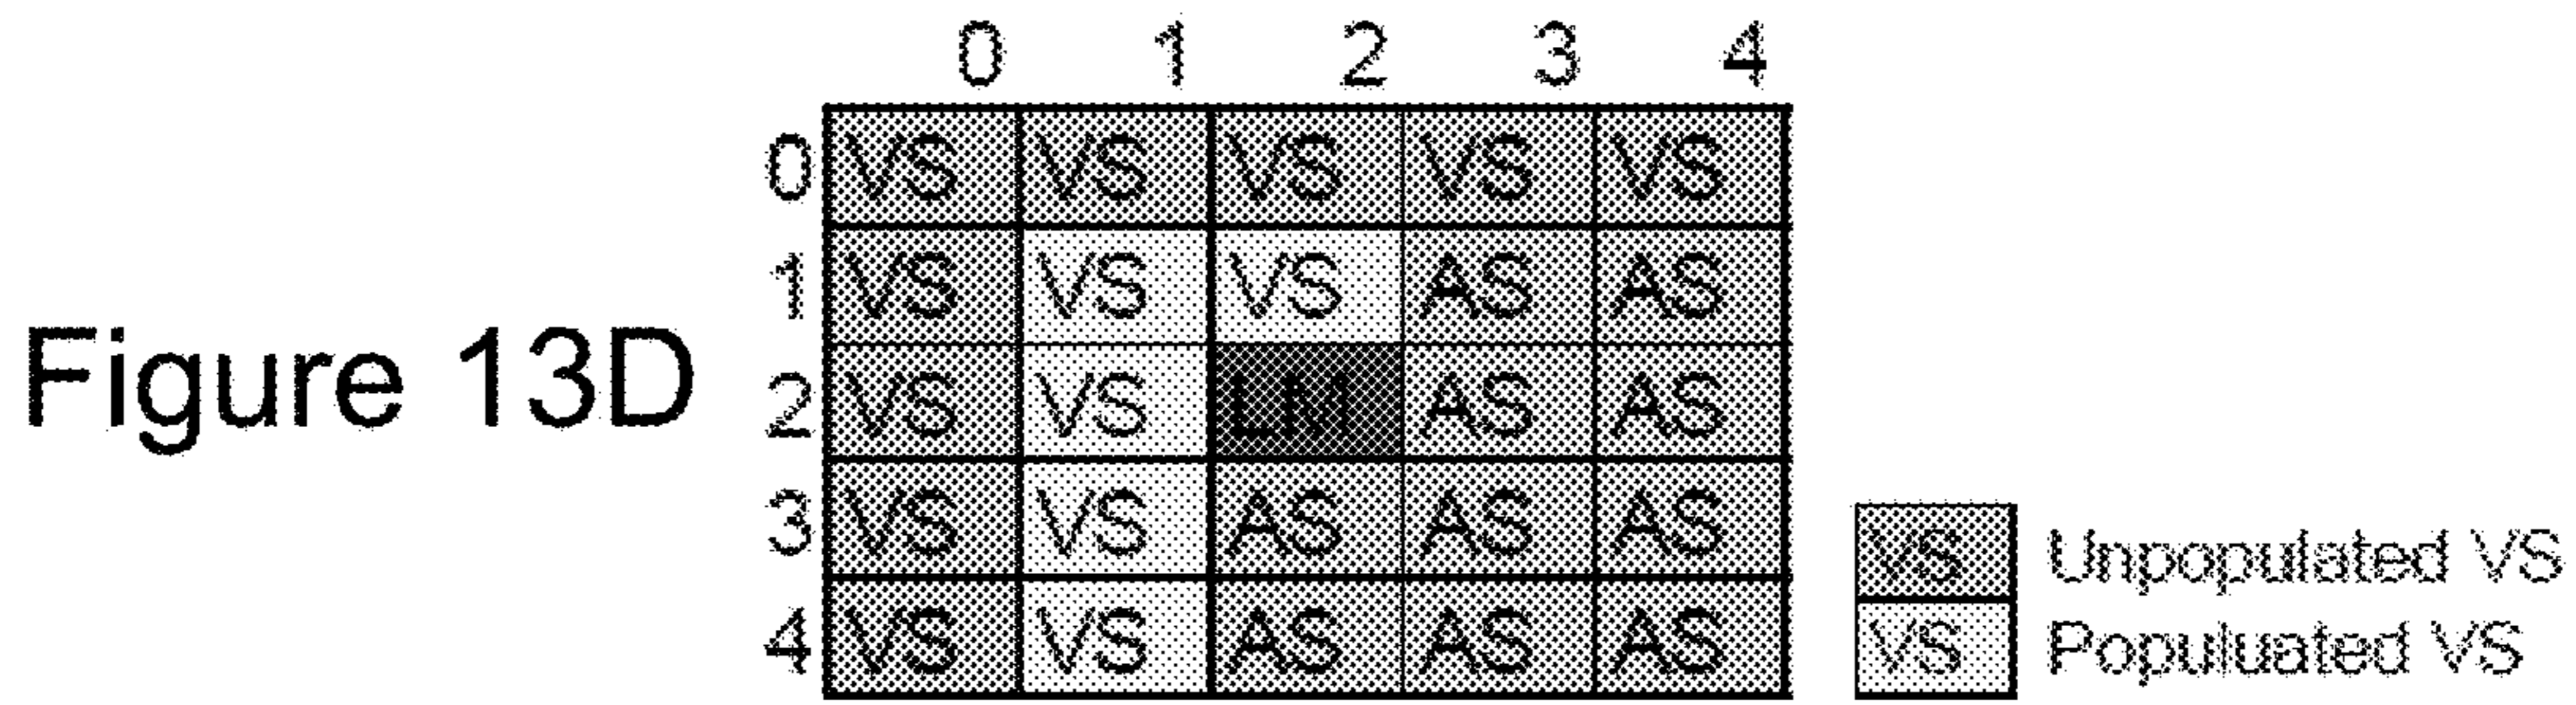 0 1 2 3 4
0 VS VS VS VS VS
1 VS VS VS AS AS
Figure 13D
2 VS VS LM AS AS
3 VS VS AS AS AS
VS Unpopulated VS
4 VS VS AS AS AS
VS Populuated VS